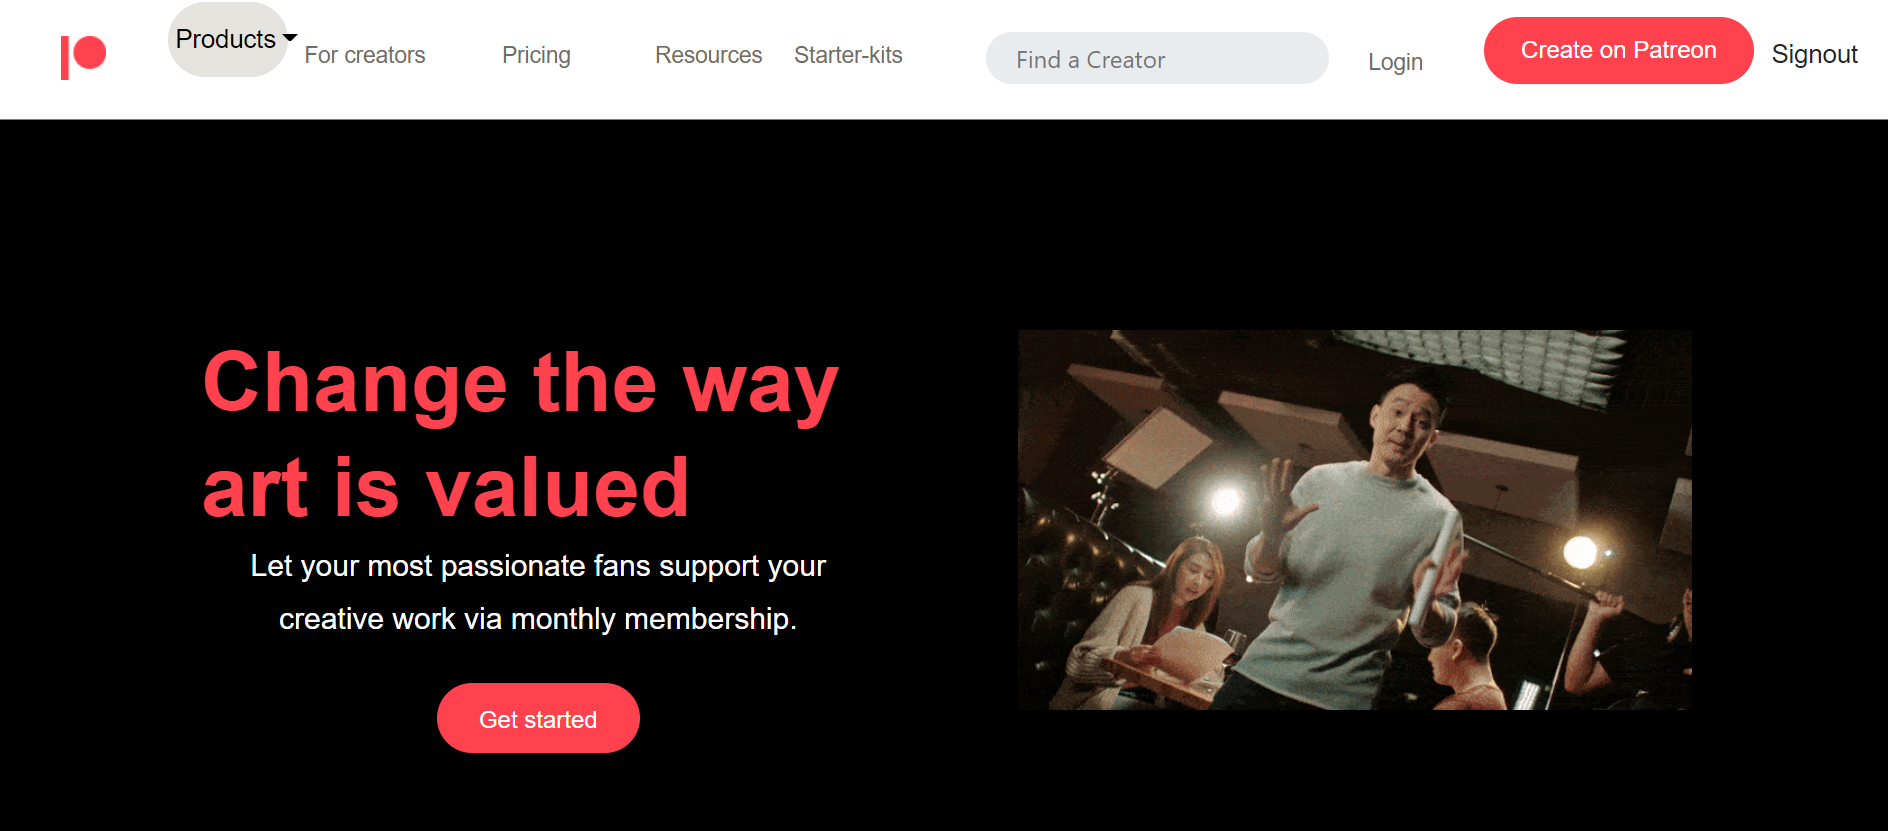 Products
For creators
Pricing
Resources
Starter-kits
Find a Creator
Login
Create on Patreon
Signout
Change the way
art is valued
Let your most passionate fans support your
creative work via monthly membership.
Get started